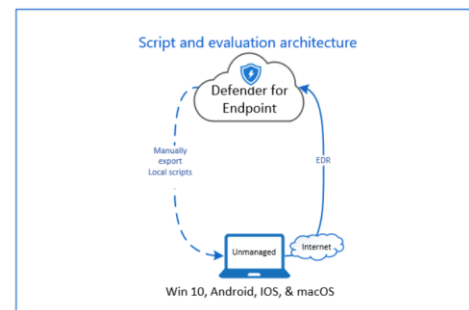 Script and evaluation architecture
Defender for
Endpoint
Manually
export
Local scripts
EDR
Unmanaged
Internet
Win 10, Android, IOS, & macOS